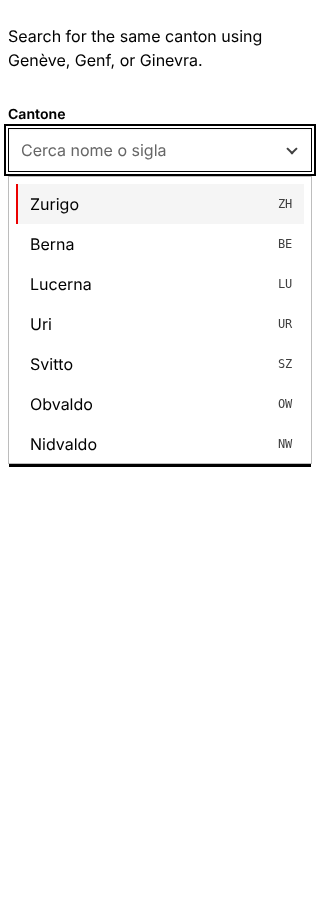 Search for the same canton using
Genève, Genf, or Ginevra.
Cantone
Cerca nome o sigla
Zurigo ZH
Berna BE
Lucerna LU
Uri UR
Svitto SZ
Obvaldo OW
Nidvaldo NW